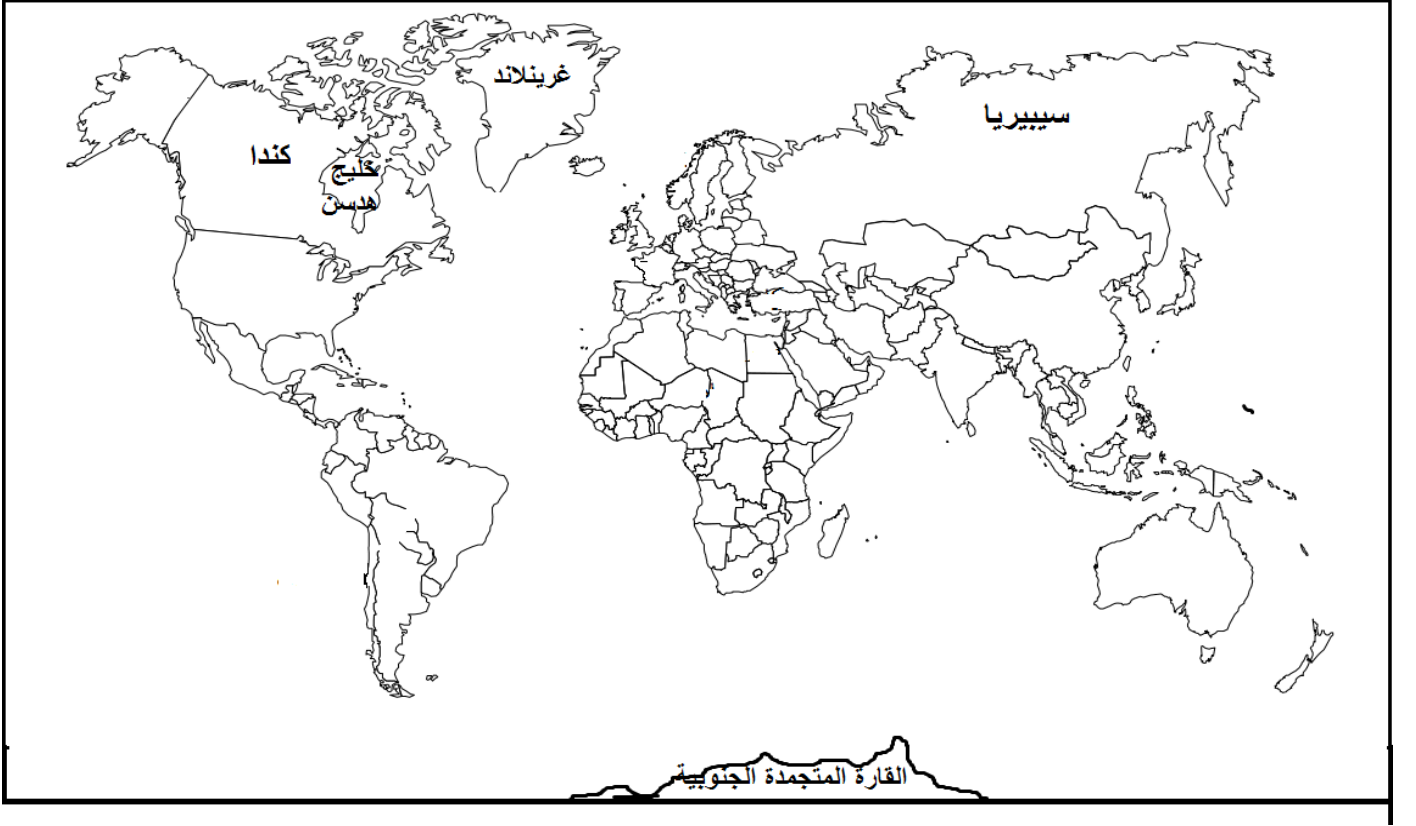 غرينلاند
سيبيريا
كندا
خليج
هدسن
القارة المتجمدة الجنوبية